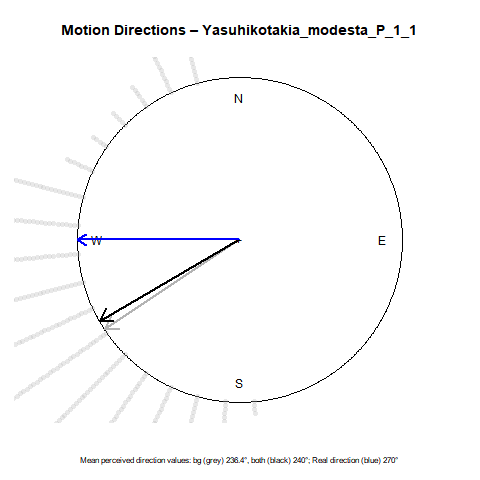 Motion Directions – Yasuhikotakia_modesta_P_1_1
N
W
E
S
Mean perceived direction values: bg (grey) 236.4°, both (black) 240°; Real direction (blue) 270°